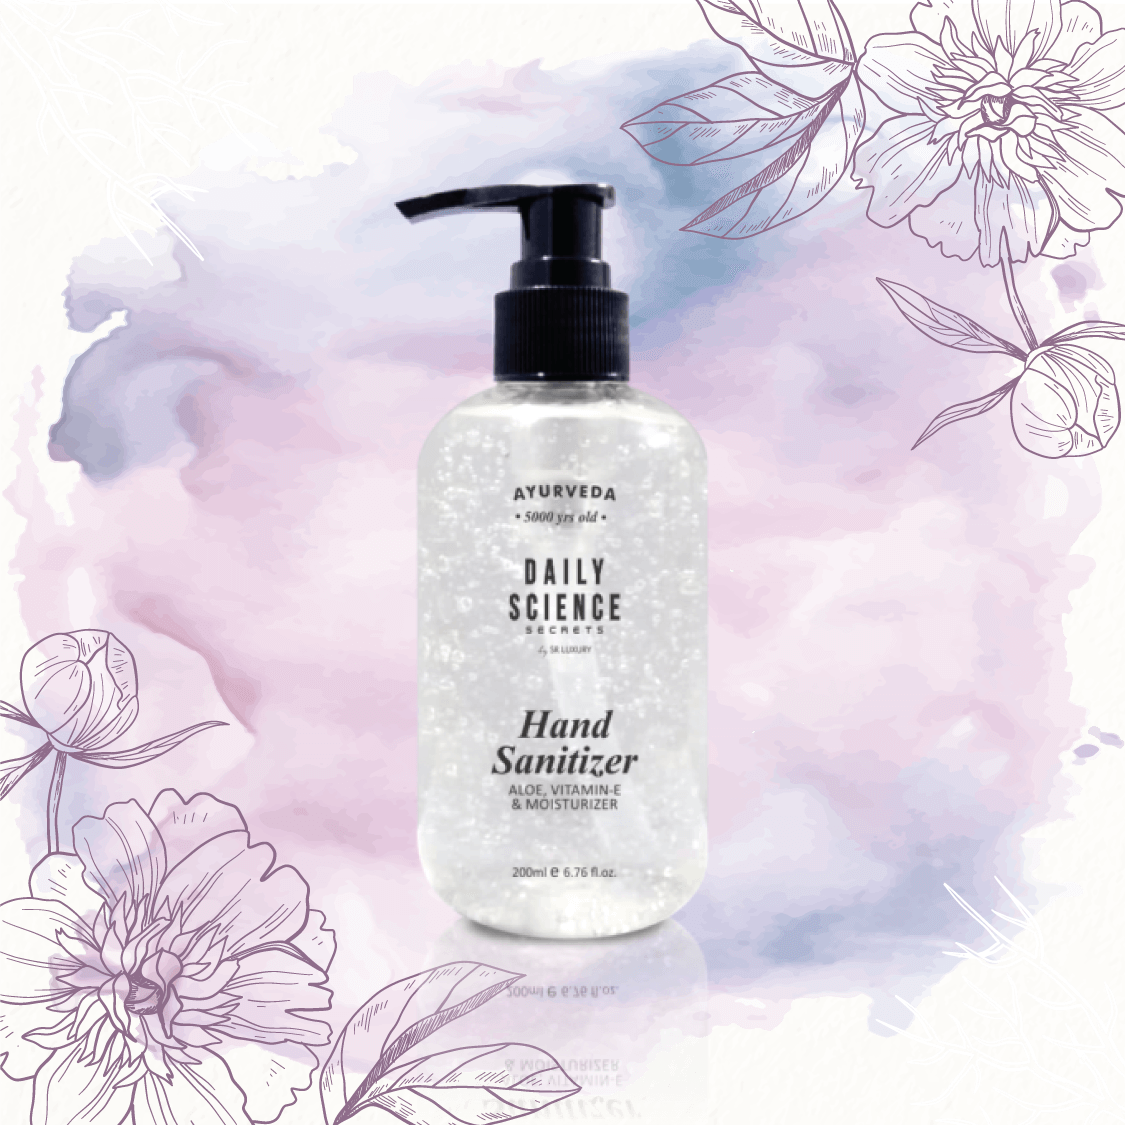 AYURVEDA
• 5000 yrs old •
DAILY
SCIENCE
SECRETS
by SK LUXURY
Hand
Sanitizer
ALOE, VITAMIN-E
& MOISTURIZER
200ml e 6.76 fl.oz.